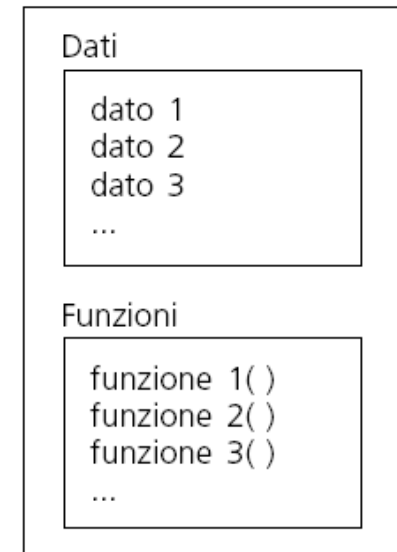 Dati
dato 1
dato 2
dato 3
...
Funzioni
funzione 1( )
funzione 2( )
funzione 3( )
...